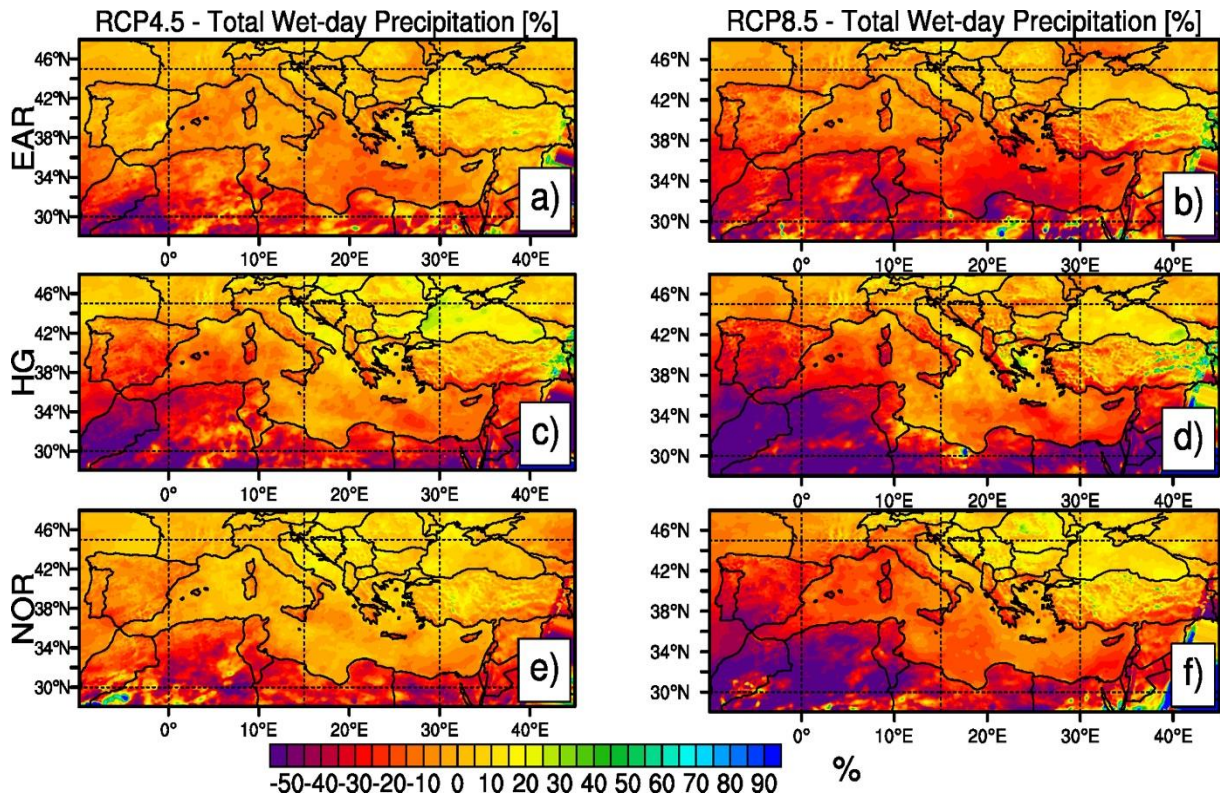 RCP4.5 - Total Wet-day Precipitation [%]
RCP8.5 - Total Wet-day Precipitation [%]
EAR
46°N
42°N
38°N
34°N
30°N
a)
0° 10°E 20°E 30°E 40°E
46°N
42°N
38°N
34°N
30°N
b)
0° 10°E 20°E 30°E 40°E
HG
46°N
42°N
38°N
34°N
30°N
c)
0° 10°E 20°E 30°E 40°E
46°N
42°N
38°N
34°N
30°N
d)
0° 10°E 20°E 30°E 40°E
NOR
46°N
42°N
38°N
34°N
30°N
e)
0° 10°E 20°E 30°E 40°E
46°N
42°N
38°N
34°N
30°N
f)
0° 10°E 20°E 30°E 40°E
-50-40-30-20-10 0 10 20 30 40 50 60 70 80 90
%